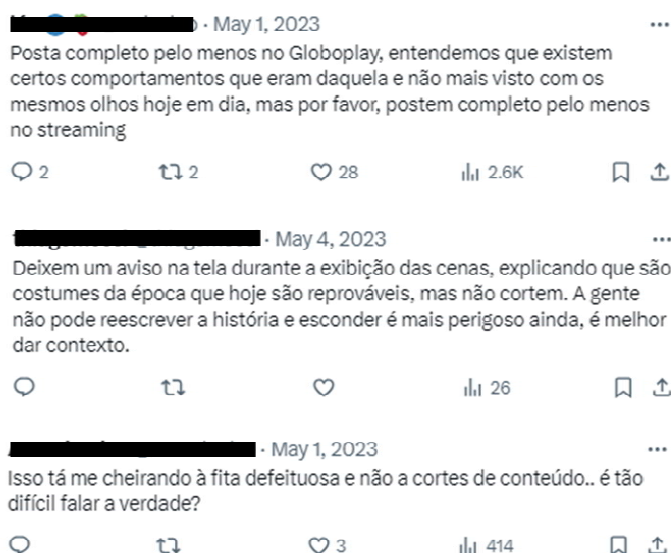 · May 1, 2023
Posta completo pelo menos no Globoplay, entendemos que existem
certos comportamentos que eram daquela e não mais visto com os
mesmos olhos hoje em dia, mas por favor, postem completo pelo menos
no streaming
2 2 28 2.6K
· May 4, 2023
Deixem um aviso na tela durante a exibição das cenas, explicando que são
costumes da época que hoje são reprováveis, mas não cortem. A gente
não pode reescrever a história e esconder é mais perigoso ainda, é melhor
dar contexto.
26
· May 1, 2023
Isso tá me cheirando à fita defeituosa e não a cortes de conteúdo.. é tão
difícil falar a verdade?
3 414